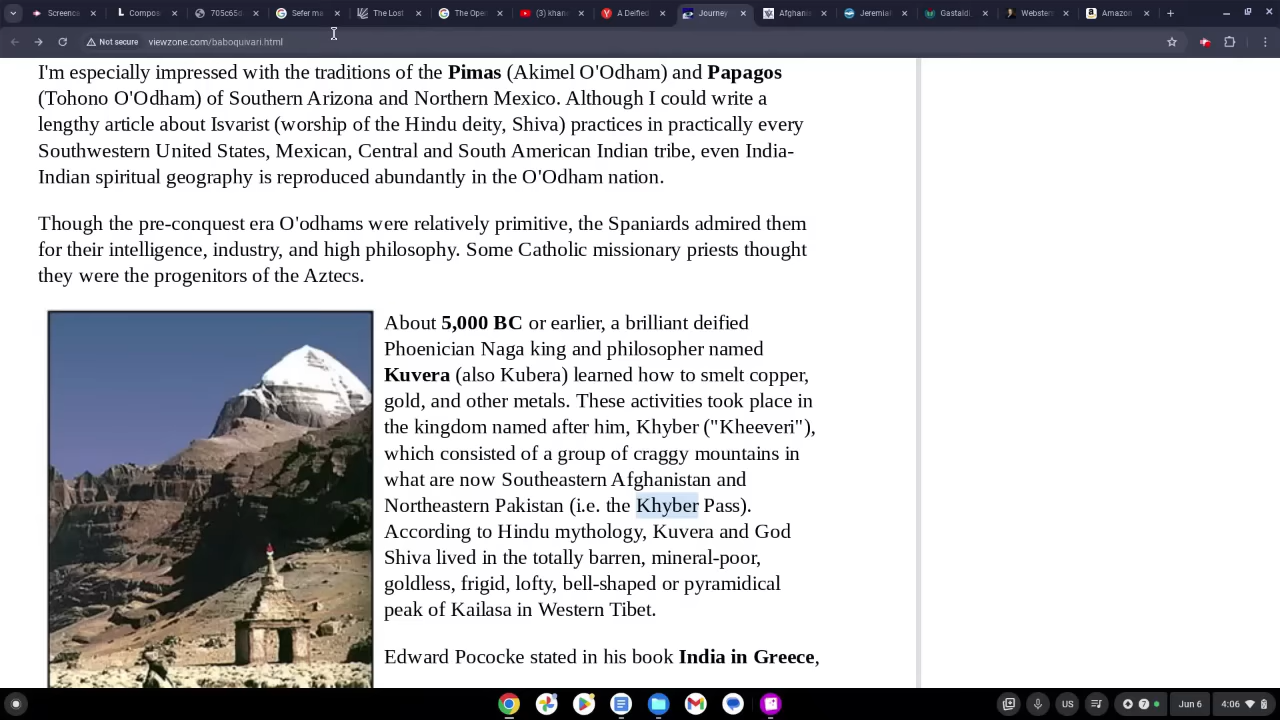 Screenca
Compos
705c65d
Sefer ma
The Lost
The Ope
(3) khan
A Deified
Journey
Afghanis
Jeremiah
Gastaldi
Western
Amazon
Not secure
viewzone.com/baboquivari.html
I'm especially impressed with the traditions of the Pimas (Akimel O'Odham) and Papagos
(Tohono O'Odham) of Southern Arizona and Northern Mexico. Although I could write a
lengthy article about Isvarist (worship of the Hindu deity, Shiva) practices in practically every
Southwestern United States, Mexican, Central and South American Indian tribe, even India-
Indian spiritual geography is reproduced abundantly in the O'Odham nation.
Though the pre-conquest era O'odhams were relatively primitive, the Spaniards admired them
for their intelligence, industry, and high philosophy. Some Catholic missionary priests thought
they were the progenitors of the Aztecs.
About 5,000 BC or earlier, a brilliant deified
Phoenician Naga king and philosopher named
Kuvera (also Kubera) learned how to smelt copper,
gold, and other metals. These activities took place in
the kingdom named after him, Khyber ("Kheeveri"),
which consisted of a group of craggy mountains in
what are now Southeastern Afghanistan and
Northeastern Pakistan (i.e. the Khyber Pass).
According to Hindu mythology, Kuvera and God
Shiva lived in the totally barren, mineral-poor,
goldless, frigid, lofty, bell-shaped or pyramidical
peak of Kailasa in Western Tibet.
Edward Pococke stated in his book India in Greece,
US
Jun 6
4:06